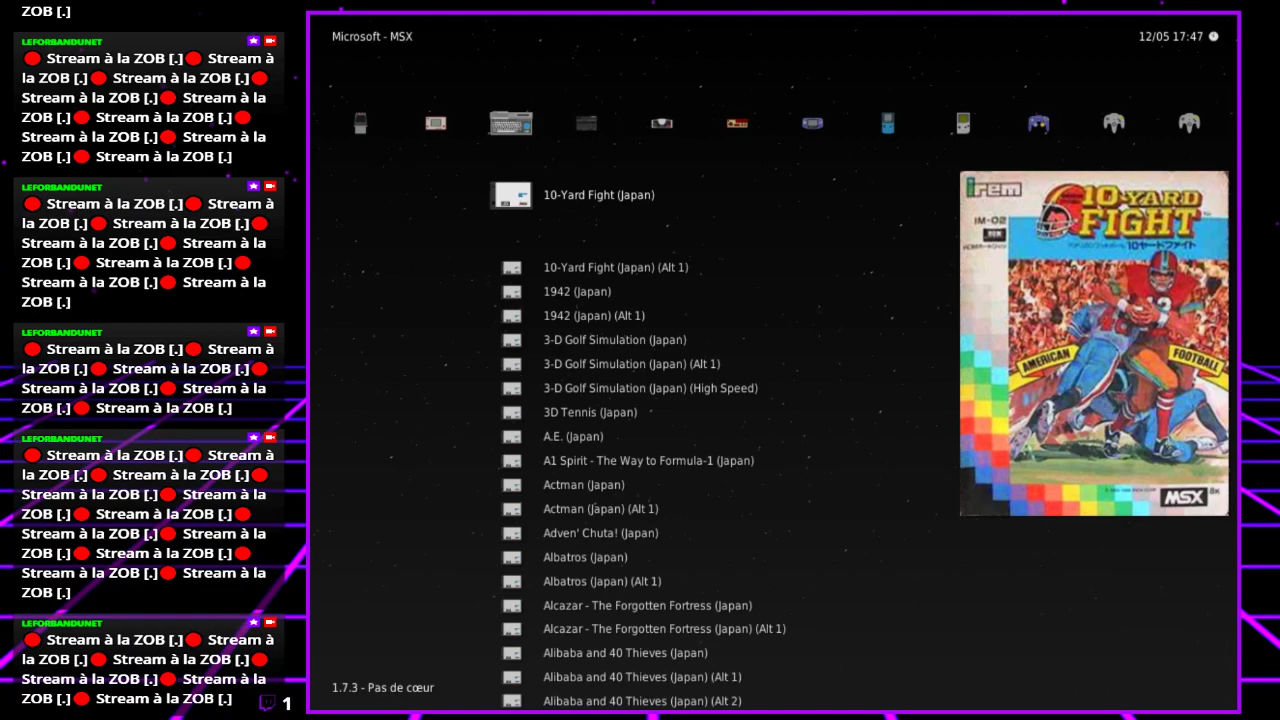 ZOB [.]
LEFORBANDUNET
🔴 Stream à la ZOB [.]🔴 Stream à
la ZOB [.]🔴 Stream à la ZOB [.]🔴
Stream à la ZOB [.]🔴 Stream à la
ZOB [.]🔴 Stream à la ZOB [.]🔴
Stream à la ZOB [.]🔴 Stream à la
ZOB [.]🔴 Stream à la ZOB [.]
LEFORBANDUNET
🔴 Stream à la ZOB [.]🔴 Stream à
la ZOB [.]🔴 Stream à la ZOB [.]🔴
Stream à la ZOB [.]🔴 Stream à la
ZOB [.]🔴 Stream à la ZOB [.]🔴
Stream à la ZOB [.]🔴 Stream à la
ZOB [.]
LEFORBANDUNET
🔴 Stream à la ZOB [.]🔴 Stream à
la ZOB [.]🔴 Stream à la ZOB [.]🔴
Stream à la ZOB [.]🔴 Stream à la
ZOB [.]🔴 Stream à la ZOB [.]
LEFORBANDUNET
🔴 Stream à la ZOB [.]🔴 Stream à
la ZOB [.]🔴 Stream à la ZOB [.]🔴
Stream à la ZOB [.]🔴 Stream à la
ZOB [.]🔴 Stream à la ZOB [.]🔴
Stream à la ZOB [.]🔴 Stream à la
ZOB [.]🔴 Stream à la ZOB [.]🔴
Stream à la ZOB [.]🔴 Stream à la
ZOB [.]
LEFORBANDUNET
🔴 Stream à la ZOB [.]🔴 Stream à
la ZOB [.]🔴 Stream à la ZOB [.]🔴
Stream à la ZOB [.]🔴 Stream à la
ZOB [.]🔴 Stream à la ZOB [.]
1
Microsoft - MSX
12/05 17:47
10-Yard Fight (Japan)
10-Yard Fight (Japan) (Alt 1)
1942 (Japan)
1942 (Japan) (Alt 1)
3-D Golf Simulation (Japan)
3-D Golf Simulation (Japan) (Alt 1)
3-D Golf Simulation (Japan) (High Speed)
3D Tennis (Japan)
A.E. (Japan)
A1 Spirit - The Way to Formula-1 (Japan)
Actman (Japan)
Actman (Japan) (Alt 1)
Adven' Chuta! (Japan)
Albatros (Japan)
Albatros (Japan) (Alt 1)
Alcazar - The Forgotten Fortress (Japan)
Alcazar - The Forgotten Fortress (Japan) (Alt 1)
Alibaba and 40 Thieves (Japan)
Alibaba and 40 Thieves (Japan) (Alt 1)
Alibaba and 40 Thieves (Japan) (Alt 2)
1.7.3 - Pas de cœur
irem
IM-02
10-YARD
FIGHT
アメリカンフットボール 10ヤードファイト
AMERICAN
FOOTBALL
MSX